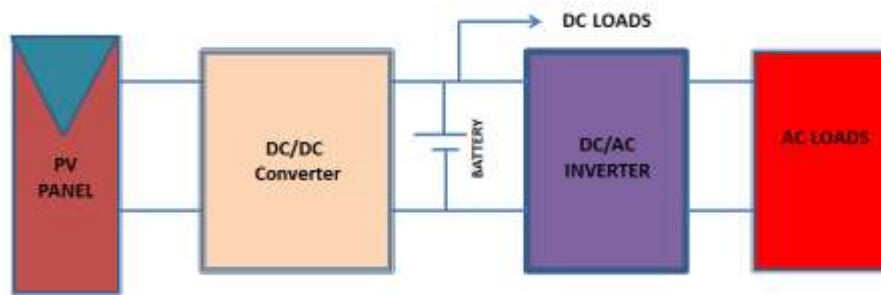 DC LOADS
PV
PANEL
DC/DC
Converter
BATTERY
DC/AC
INVERTER
AC LOADS